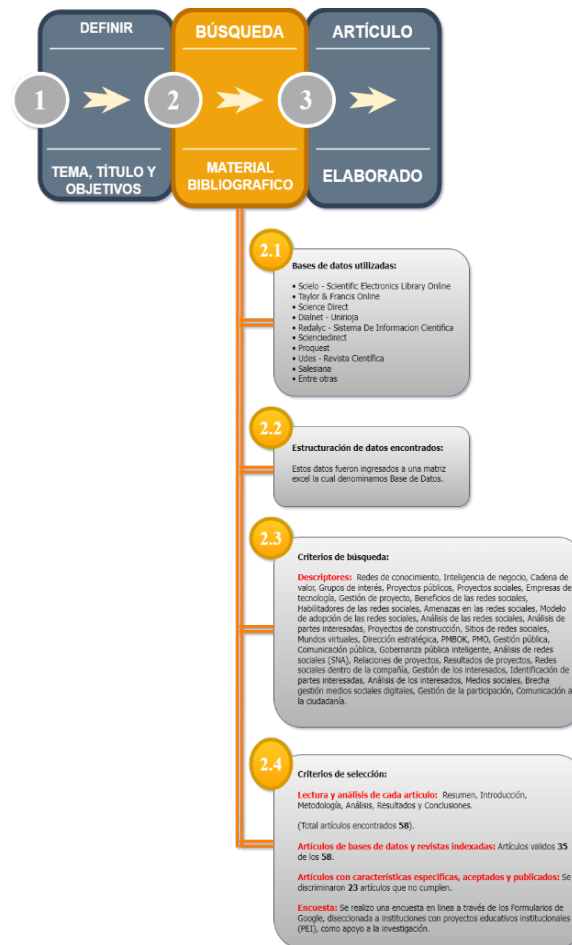 DEFINIR
BÚSQUEDA
ARTÍCULO
1
2
3
TEMA, TÍTULO Y
OBJETIVOS
MATERIAL
BIBLIOGRAFICO
ELABORADO
2.1
Bases de datos utilizadas:
• Scielo - Scientific Electronics Library Online
• Taylor & Francis Online
• Science Direct
• Dialnet - Unirioja
• Redalyc - Sistema De Informacion Cientifica
• Scienciedirect
• Proquest
• Udes - Revista Científica
• Salesiana
• Entre otras
2.2
Estructuración de datos encontrados:
Estos datos fueron ingresados a una matriz
excel la cual denominamos Base de Datos.
2.3
Criterios de búsqueda:
Descriptores: Redes de conocimiento, Inteligencia de negocio, Cadena de
valor, Grupos de interés, Proyectos públicos, Proyectos sociales, Empresas de
tecnología, Gestión de proyecto, Beneficios de las redes sociales,
Habilitadores de las redes sociales, Amenazas en las redes sociales, Modelo
de adopción de las redes sociales, Análisis de las redes sociales, Análisis de
partes interesadas, Proyectos de construcción, Sitios de redes sociales,
Mundos virtuales, Dirección estratégica, PMBOK, PMO, Gestión pública,
Comunicación pública, Gobernanza pública inteligente, Análisis de redes
sociales (SNA), Relaciones de proyectos, Resultados de proyectos, Redes
sociales dentro de la compañía, Gestión de los interesados, Identificación de
partes interesadas, Análisis de los interesados, Medios sociales, Brecha
gestión medios sociales digitales, Gestión de la participación, Comunicación a
la ciudadanía.
2.4
Criterios de selección:
Lectura y análisis de cada artículo: Resumen, Introducción,
Metodología, Análisis, Resultados y Conclusiones.
(Total artículos encontrados 58).
Artículos de bases de datos y revistas indexadas: Artículos validos 35
de los 58.
Artículos con características especificas, aceptados y publicados: Se
discriminaron 23 artículos que no cumplen.
Encuesta: Se realizo una encuesta en linea a través de los Formularios de
Google, diseccionada a instituciones con proyectos educativos institucionales
(PEI), como apoyo a la investigación.